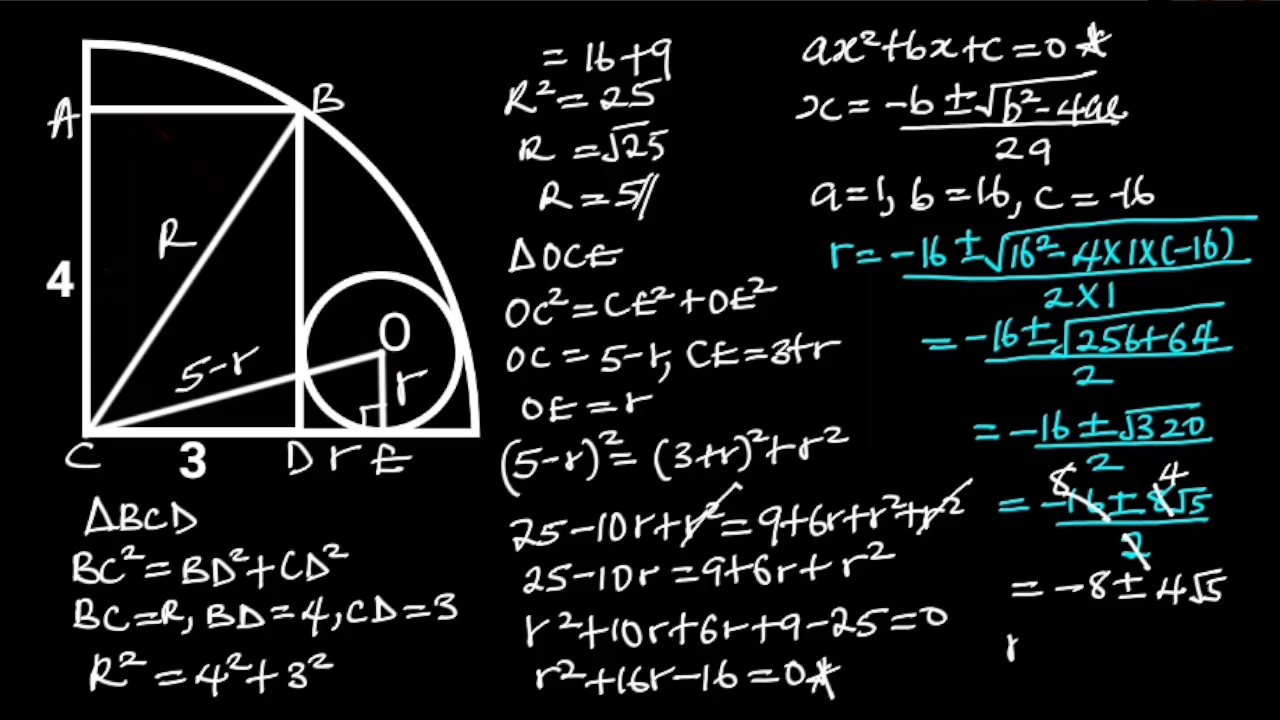 A
B
R
4
O
5-r
r
C
3
D
r
E
ΔBCD
BC² = BD² + CD²
BC=R, BD=4, CD=3
R² = 4² + 3²
= 16+9
R² = 25
R = √25
R = 5//
ΔOCE
OC² = CE² + OE²
OC = 5-r, CE = 3+r
OE = r
(5-r)² = (3+r)² + r²
25-10r+r² = 9+6r+r²+r²
25-10r = 9+6r+r²
r²+10r+6r+9-25=0
r²+16r-16=0*
ax²+bx+c=0*
x = (-b±√(b²-4ac))/2a
a=1, b=16, c=-16
r = (-16±√(16²-4×1×(-16)))/(2×1)
= (-16±√(256+64))/2
= (-16±√320)/2
8 4
= (-16±8√5)/2
= -8±4√5
r